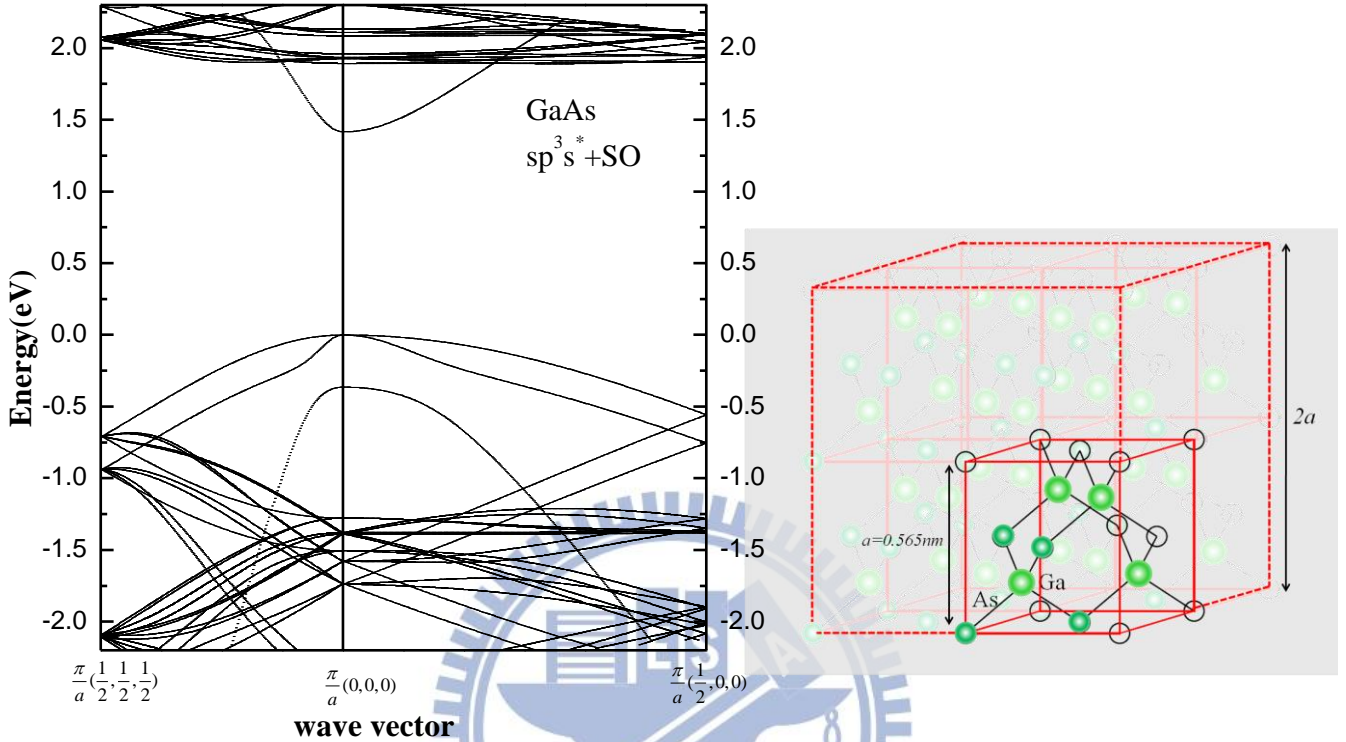 2.0
1.5
1.0
0.5
0.0
-0.5
-1.0
-1.5
-2.0
Energy(eV)
GaAs
sp³s*+SO
2.0
1.5
1.0
0.5
0.0
-0.5
-1.0
-1.5
-2.0
π/a(1/2,1/2,1/2)
π/a(0,0,0)
π/a(1/2,0,0)
wave vector
2a
a=0.565nm
Ga
As